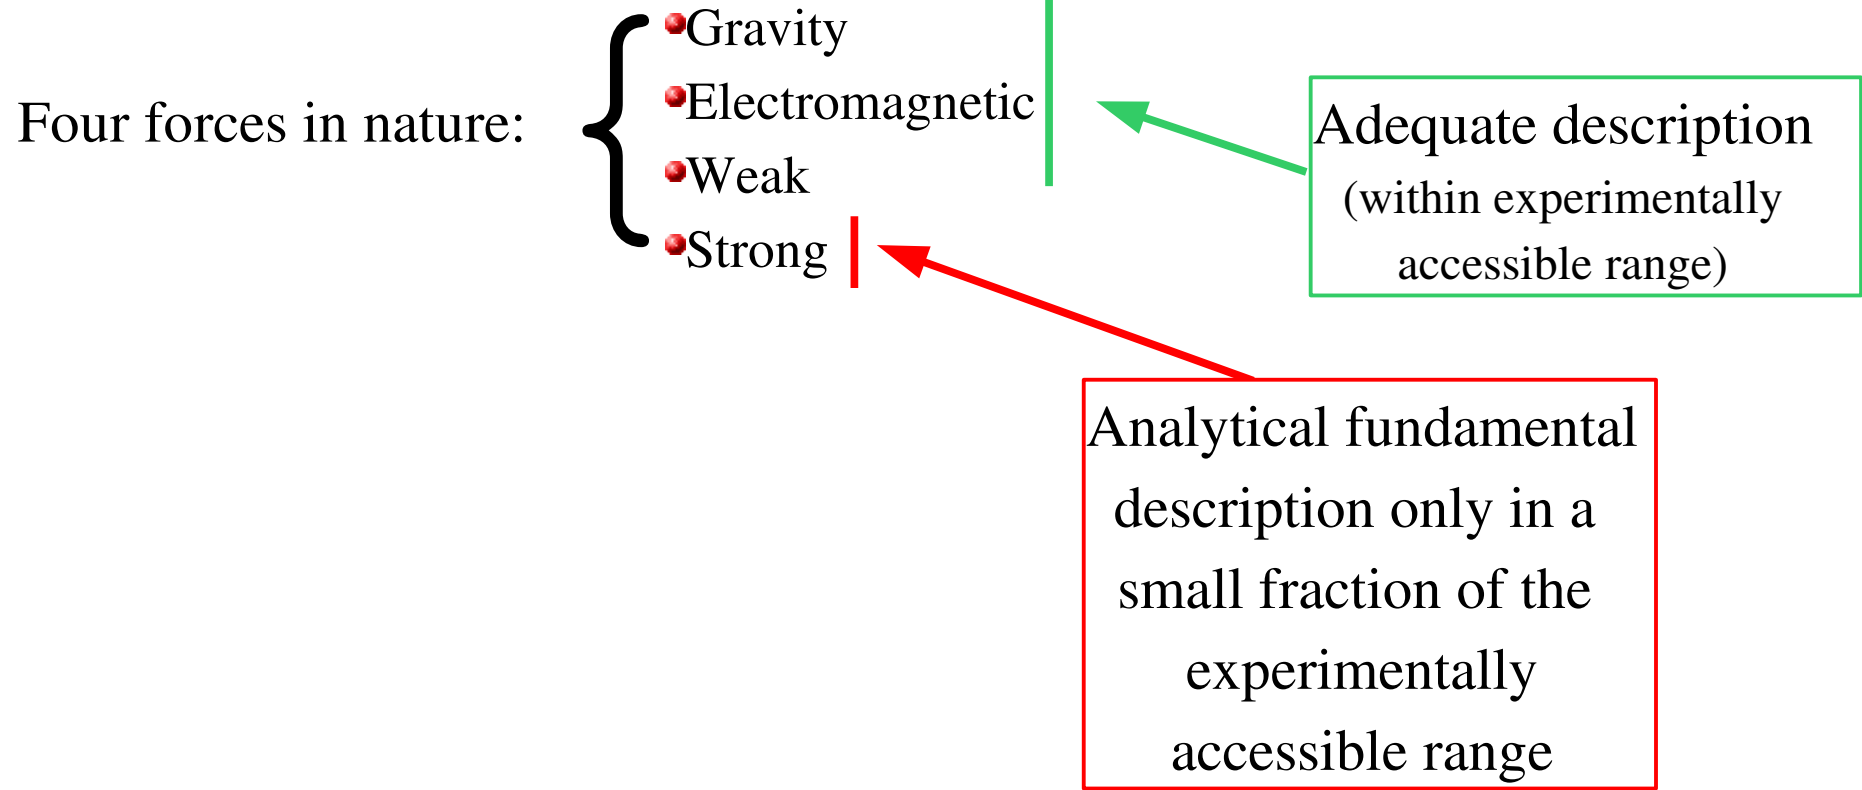 Four forces in nature:
Gravity
Electromagnetic
Weak
Strong
Adequate description
(within experimentally
accessible range)
Analytical fundamental
description only in a
small fraction of the
experimentally
accessible range